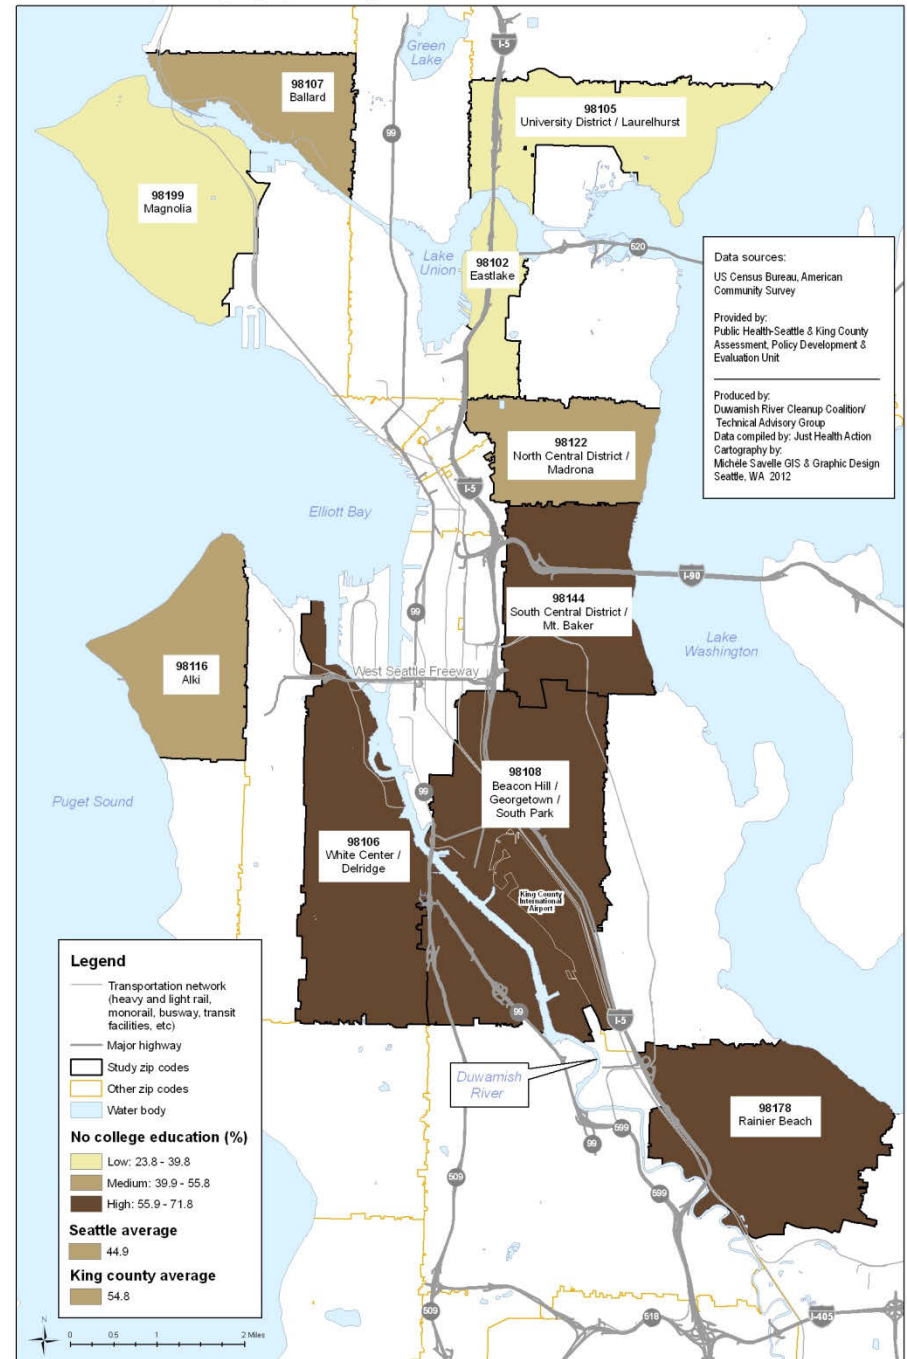 Green
Lake
I-5
98107
Ballard
98105
University District / Laurelhurst
99
98199
Magnolia
Lake
Union
98102
Eastlake
520
Data sources:
US Census Bureau, American
Community Survey
Provided by:
Public Health-Seattle & King County
Assessment, Policy Development &
Evaluation Unit
Produced by:
Duwamish River Cleanup Coalition/
Technical Advisory Group
Data compiled by: Just Health Action
Cartography by:
Michèle Savelle GIS & Graphic Design
Seattle, WA 2012
98122
North Central District /
Madrona
I-5
Elliott Bay
I-90
98144
South Central District /
Mt. Baker
99
Lake
Washington
98116
Alki
West Seattle Freeway
98108
Beacon Hill /
Georgetown /
South Park
99
Puget Sound
98106
White Center /
Delridge
King County
International
Airport
99
I-5
Duwamish
River
98178
Rainier Beach
599
99
509
599
Legend
Transportation network
(heavy and light rail,
monorail, busway, transit
facilities, etc)
Major highway
Study zip codes
Other zip codes
Water body
No college education (%)
Low: 23.8 - 39.8
Medium: 39.9 - 55.8
High: 55.9 - 71.8
Seattle average
44.9
King county average
54.8
509
518
I-405
N
0 0.5 1 2 Miles